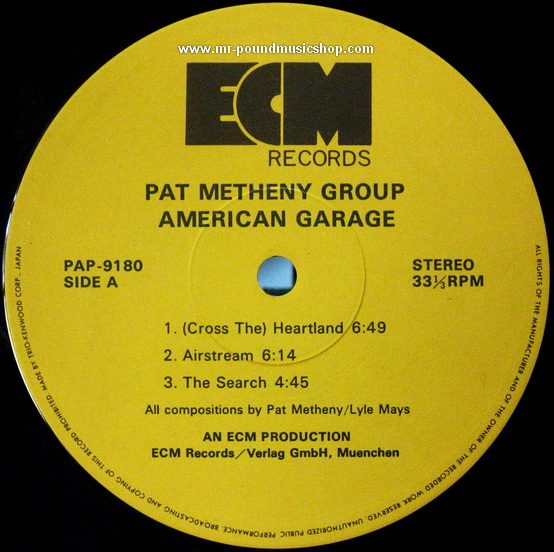 www.mr-poundmusicshop.com
ECM
RECORDS
PAT METHENY GROUP
AMERICAN GARAGE
PAP-9180
SIDE A
STEREO
33⅓RPM
1. (Cross The) Heartland 6:49
2. Airstream 6:14
3. The Search 4:45
All compositions by Pat Metheny/Lyle Mays
AN ECM PRODUCTION
ECM Records/Verlag GmbH, Muenchen
ALL RIGHTS OF THE MANUFACTURER AND OF THE OWNER OF THE RECORDED WORK RESERVED. UNAUTHORIZED PUBLIC PERFORMANCE, BROADCASTING AND COPYING OF THIS RECORD PROHIBITED. MADE BY TRIO-KENWOOD CORP., JAPAN